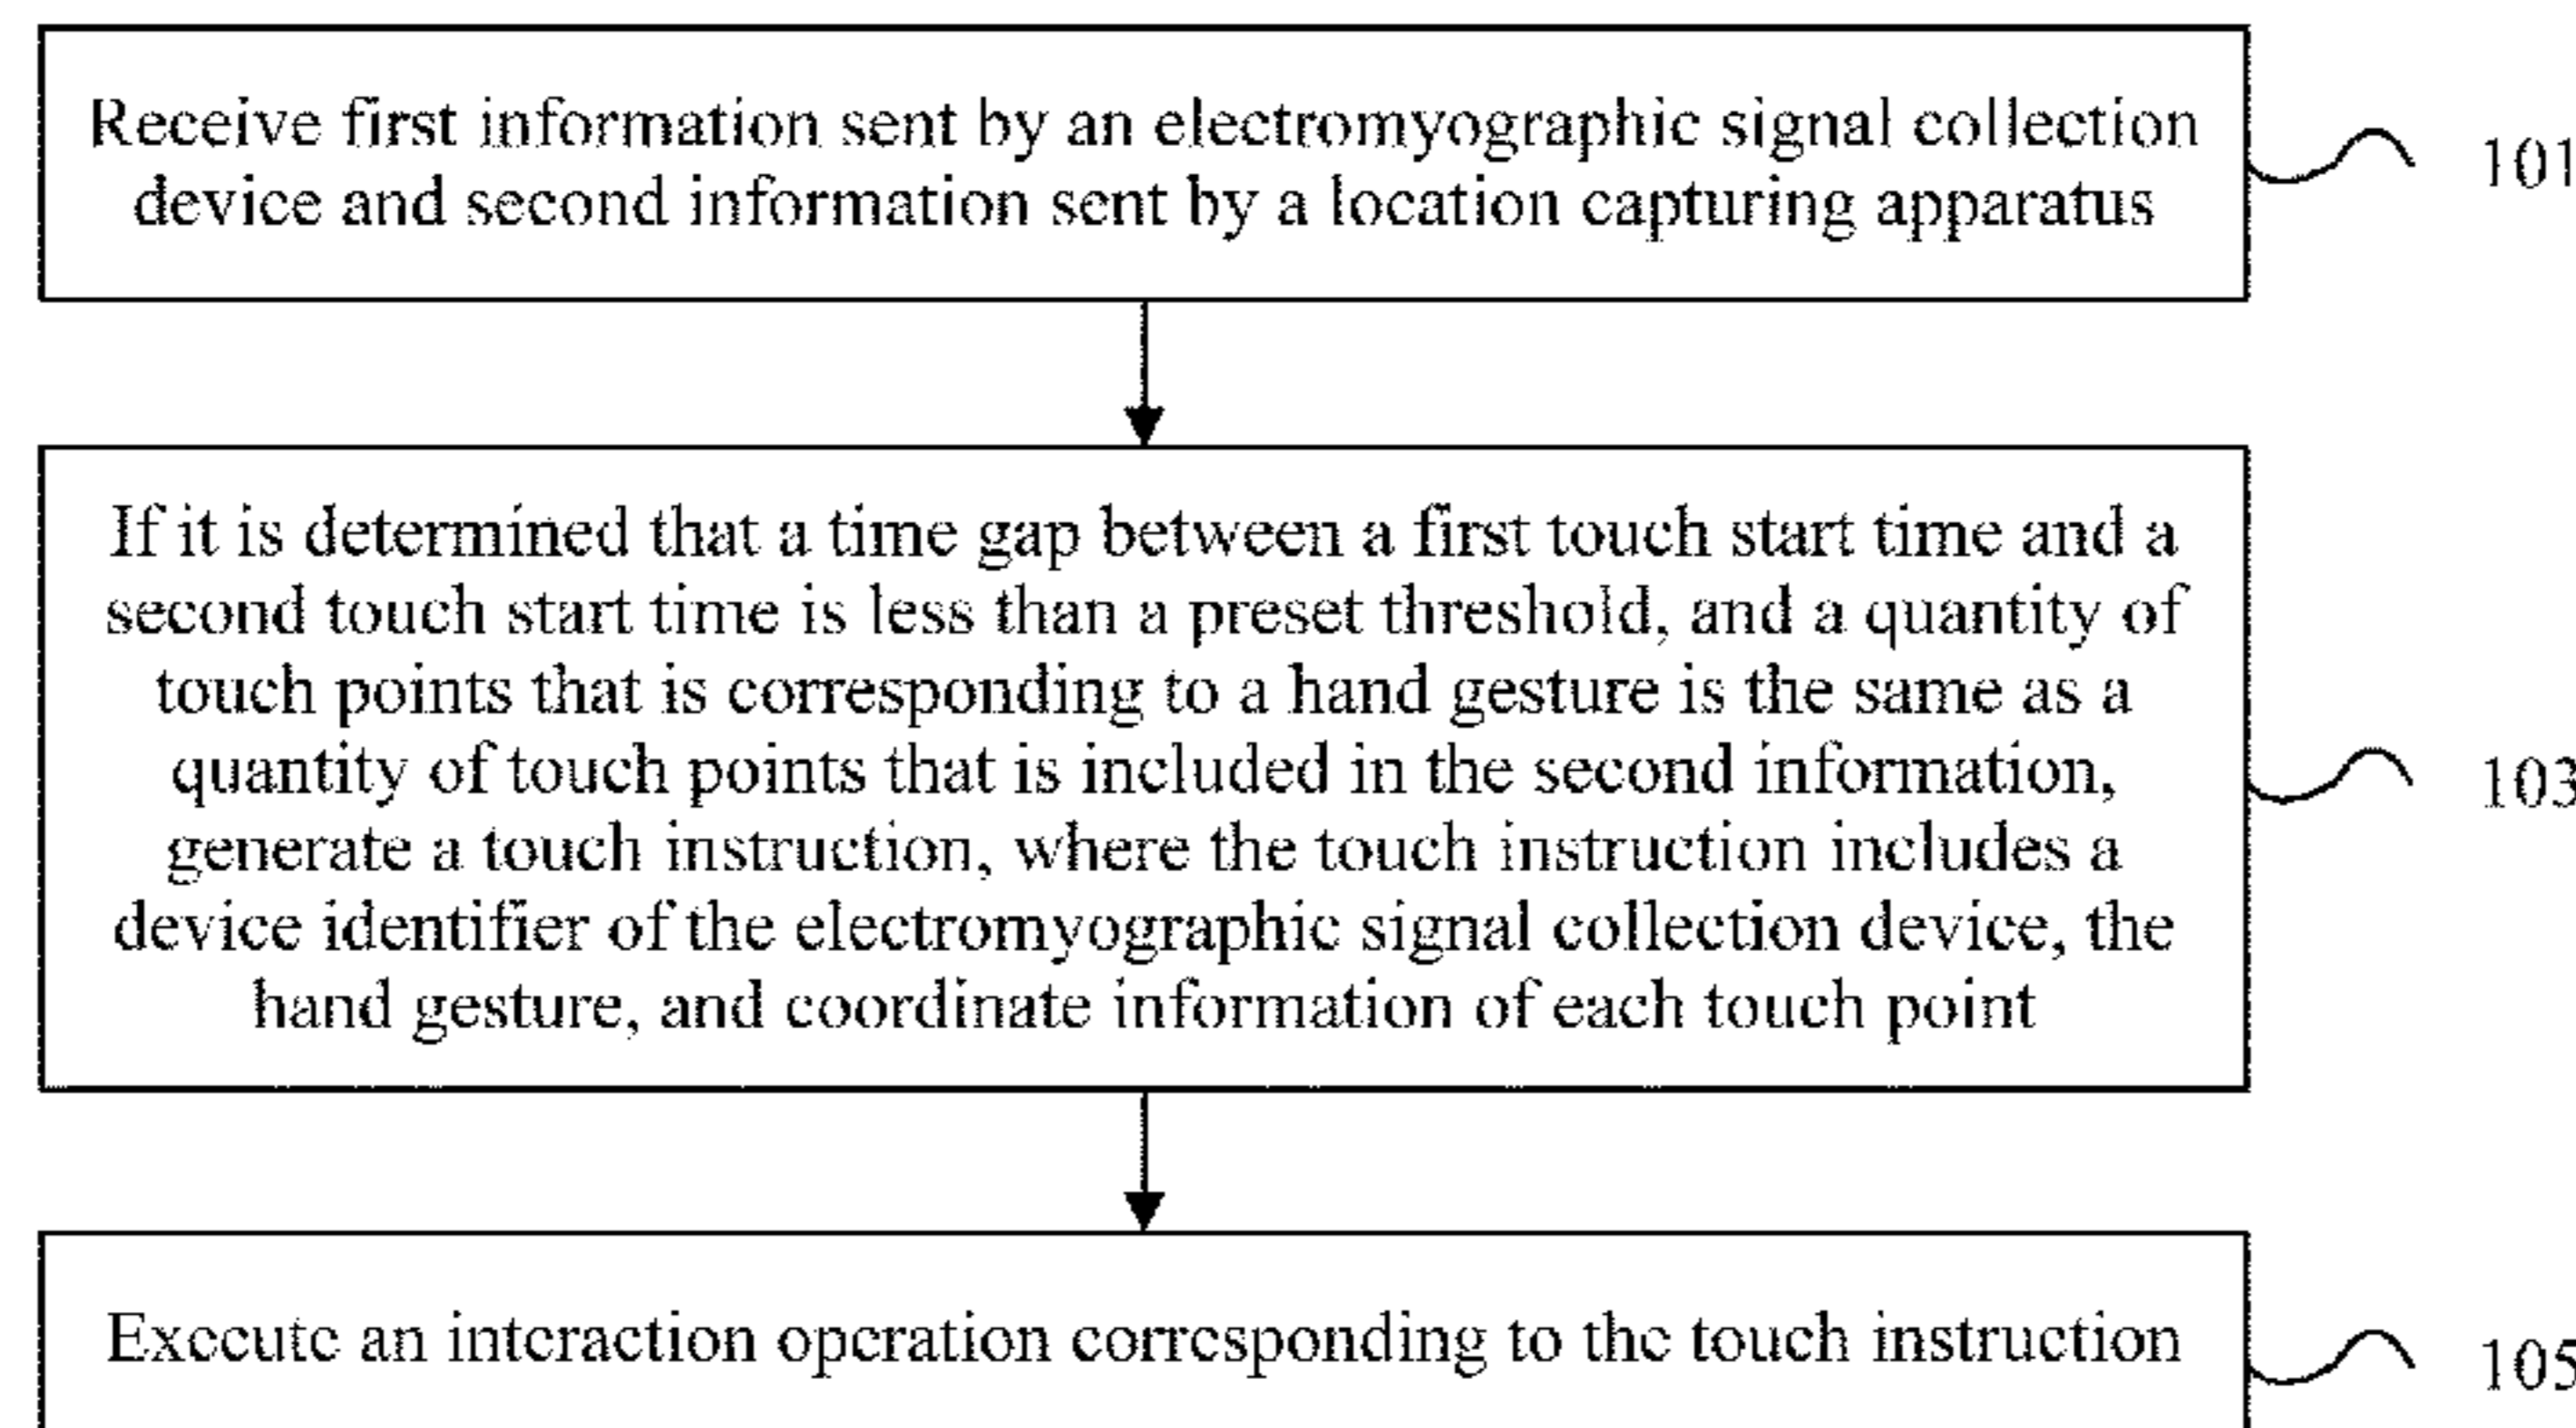 Receive first information sent by an electromyographic signal collection
device and second information sent by a location capturing apparatus
101
If it is determined that a time gap between a first touch start time and a
second touch start time is less than a preset threshold, and a quantity of
touch points that is corresponding to a hand gesture is the same as a
quantity of touch points that is included in the second information,
generate a touch instruction, where the touch instruction includes a
device identifier of the electromyographic signal collection device, the
hand gesture, and coordinate information of each touch point
103
Execute an interaction operation corresponding to the touch instruction
105